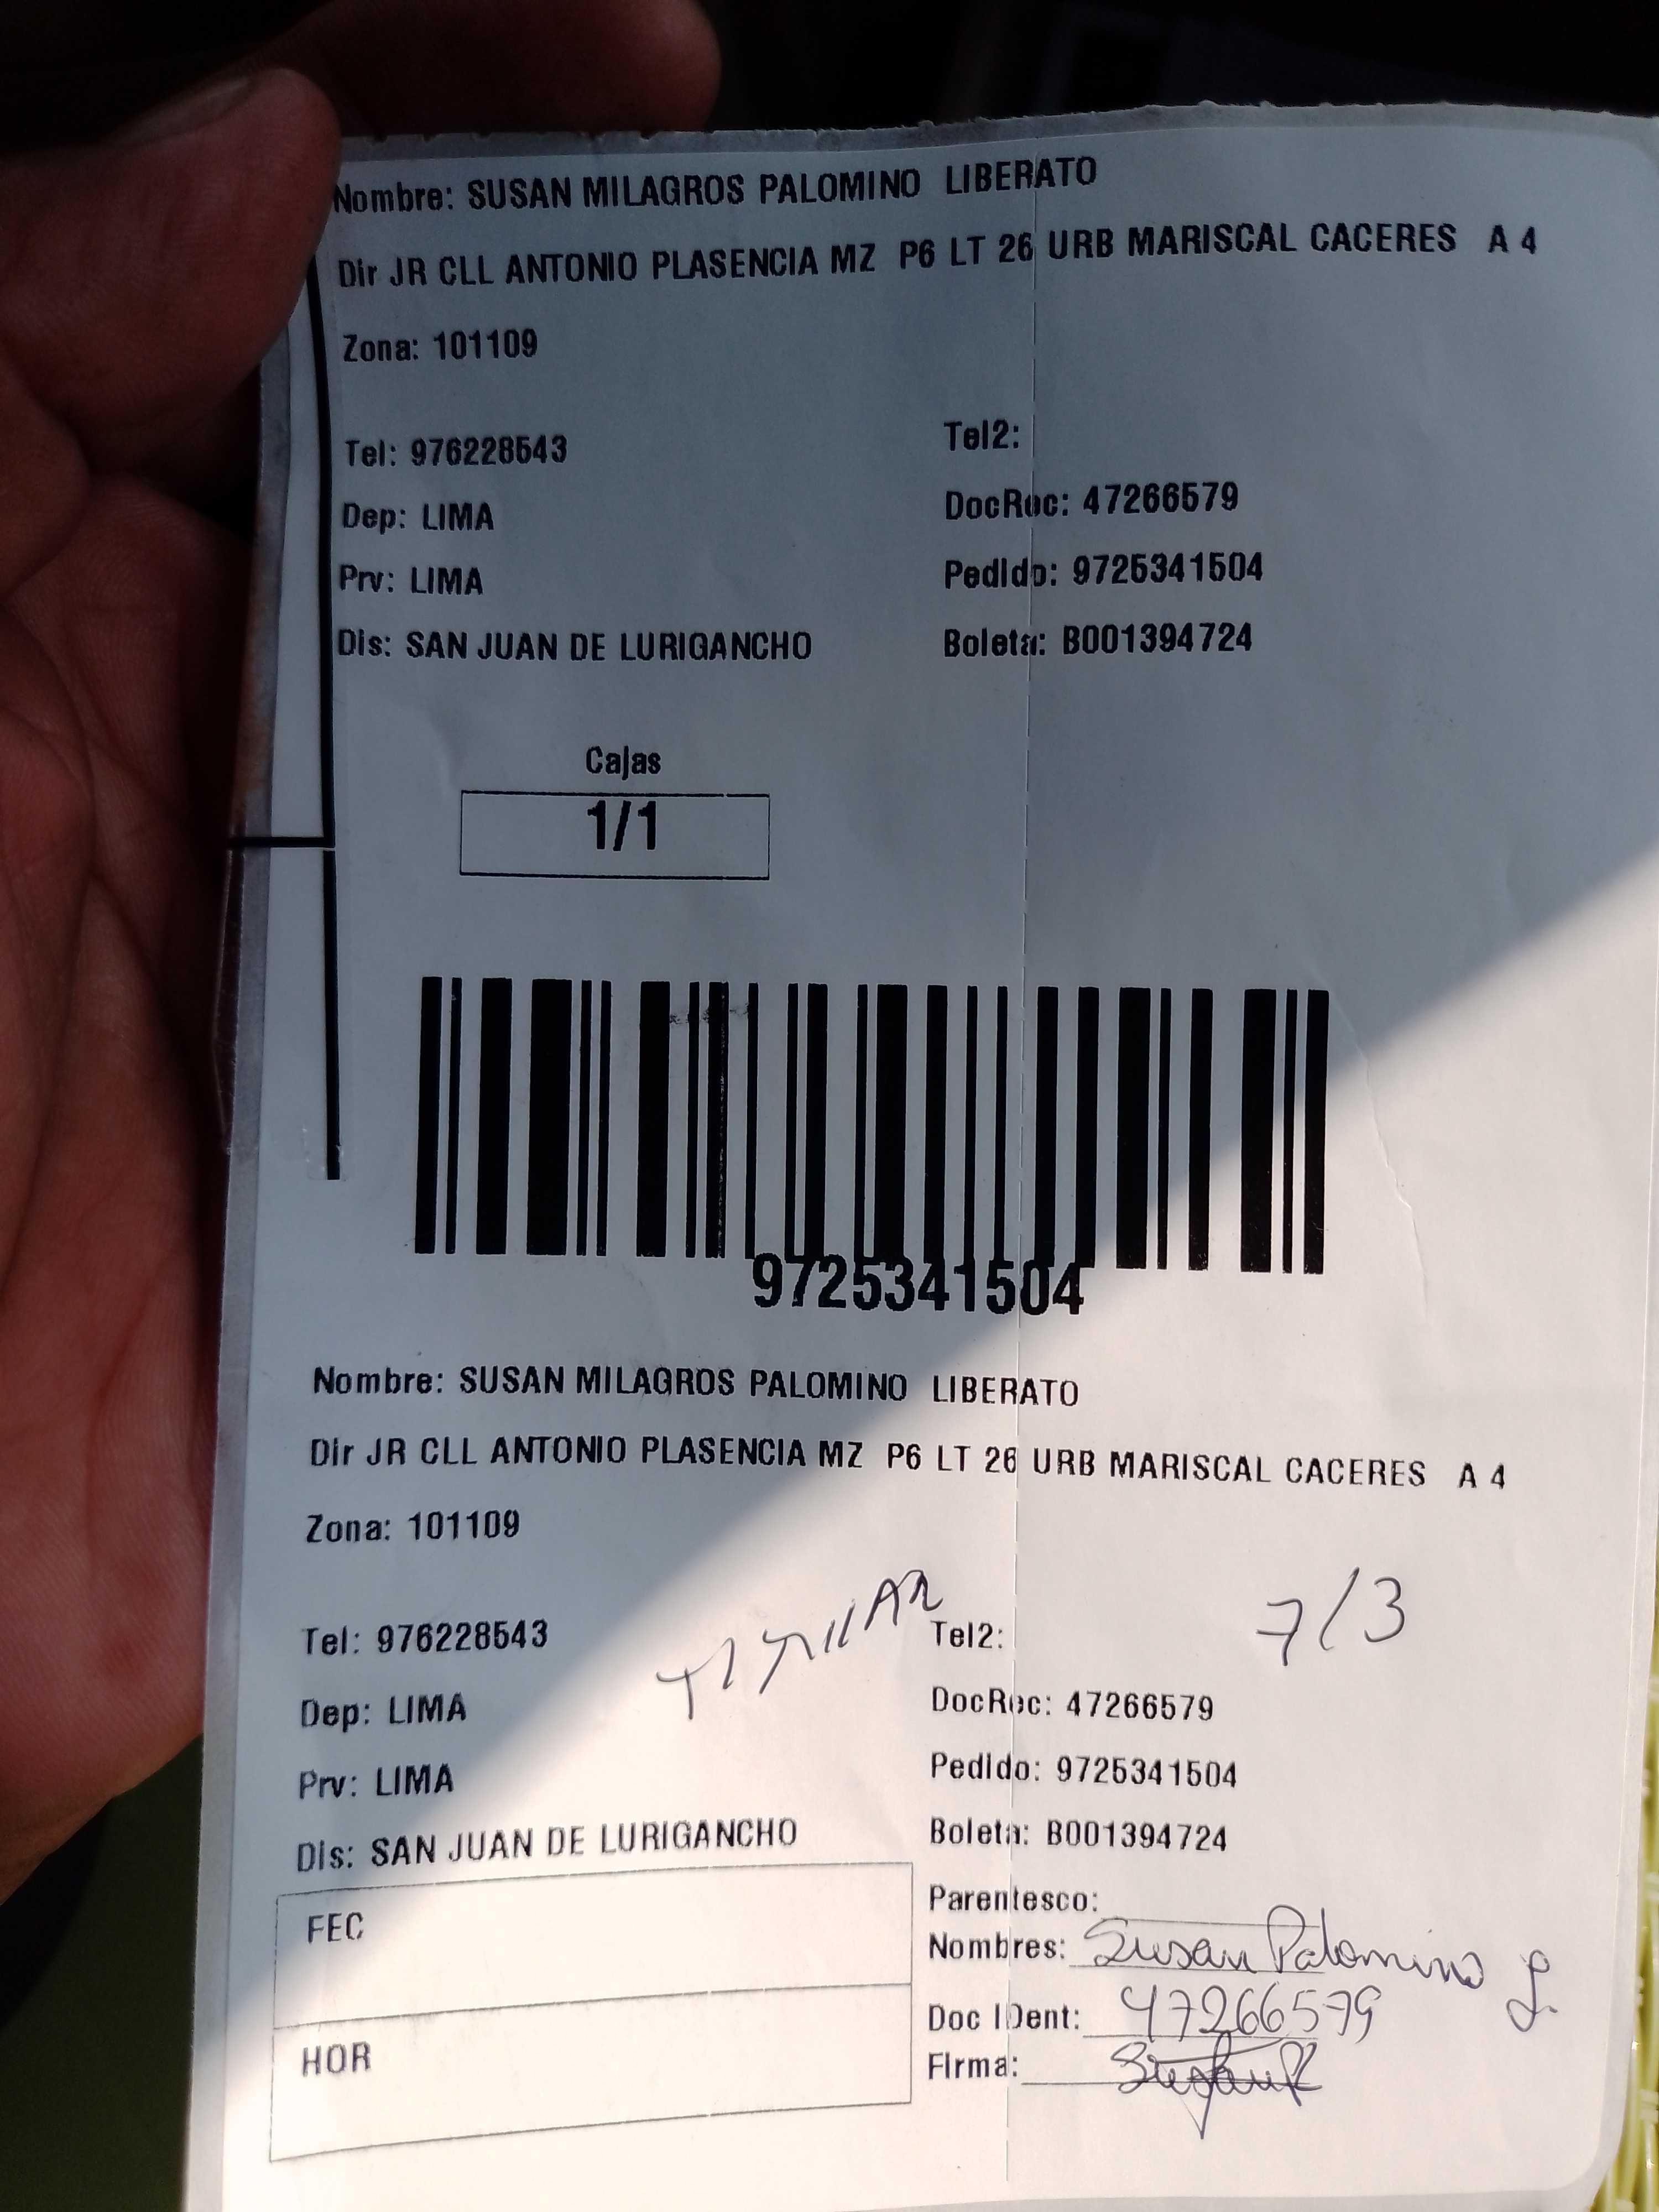 Nombre: SUSAN MILAGROS PALOMINO LIBERATO
Dir JR CLL ANTONIO PLASENCIA MZ P6 LT 26 URB MARISCAL CACERES A 4
Zona: 101109
Tel: 976228543 Tel2:
Dep: LIMA DocRec: 47266579
Prv: LIMA Pedido: 9725341504
Dis: SAN JUAN DE LURIGANCHO Boleta: B001394724
Cajas
1/1
9725341504
Nombre: SUSAN MILAGROS PALOMINO LIBERATO
Dir JR CLL ANTONIO PLASENCIA MZ P6 LT 26 URB MARISCAL CACERES A 4
Zona: 101109
7/3
Tel: 976228543 Tel2:
Dep: LIMA DocRec: 47266579
Prv: LIMA Pedido: 9725341504
Dis: SAN JUAN DE LURIGANCHO Boleta: B001394724
Parentesco:
FEC
Nombres: Susan Palomino L.
Doc IDent: 47266579
HOR
Firma: